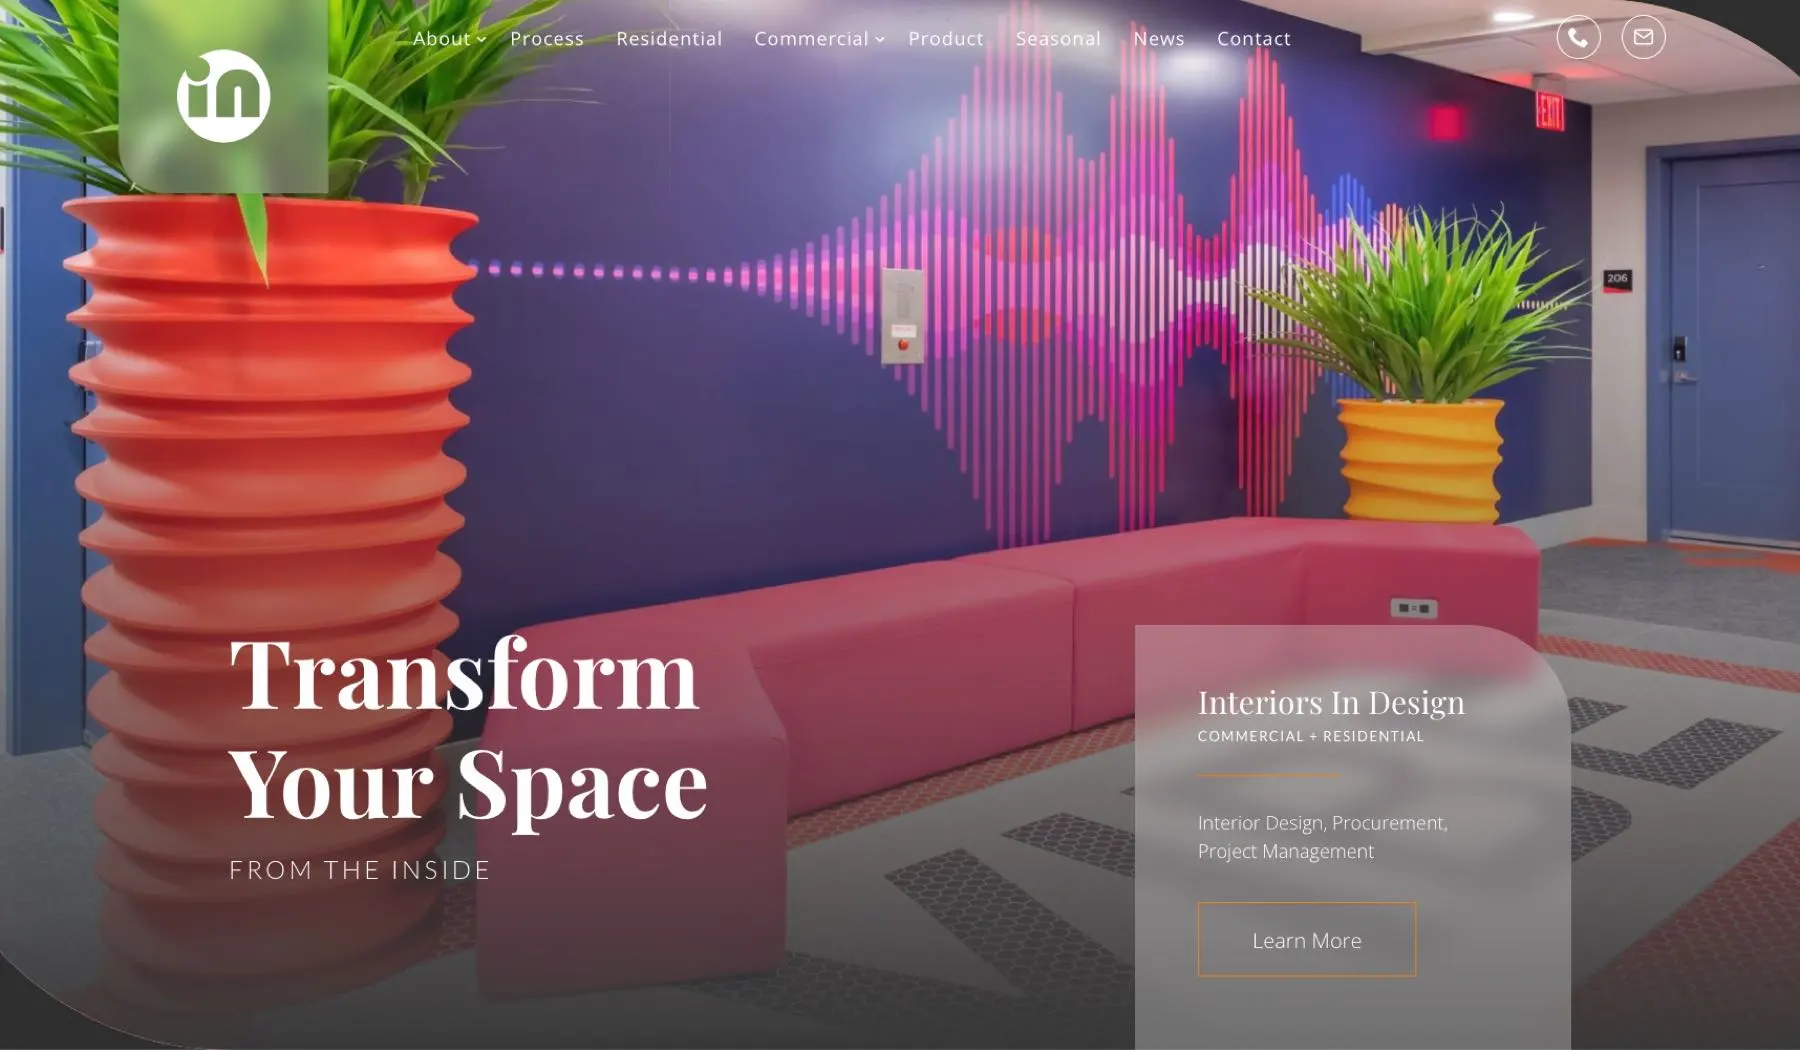 in
About Process Residential Commercial Product Seasonal News Contact
EXIT
206
Transform
Your Space
FROM THE INSIDE
Interiors In Design
COMMERCIAL + RESIDENTIAL
Interior Design, Procurement,
Project Management
Learn More